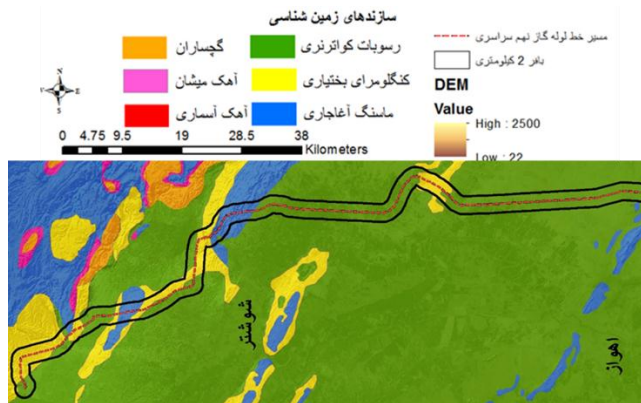 سازندهای زمین شناسی
گچساران
رسوبات کواترنری
آهک میشان
کنگلومرای بختیاری
آهک آسماری
ماسنگ آغاجاری
مسیر خط لوله گاز نهم سراسری
بافر 2 کیلومتری
DEM
Value
High : 2500
Low : 22
N
W
E
S
0 4.75 9.5 19 28.5 38
Kilometers
شوشتر
اهواز